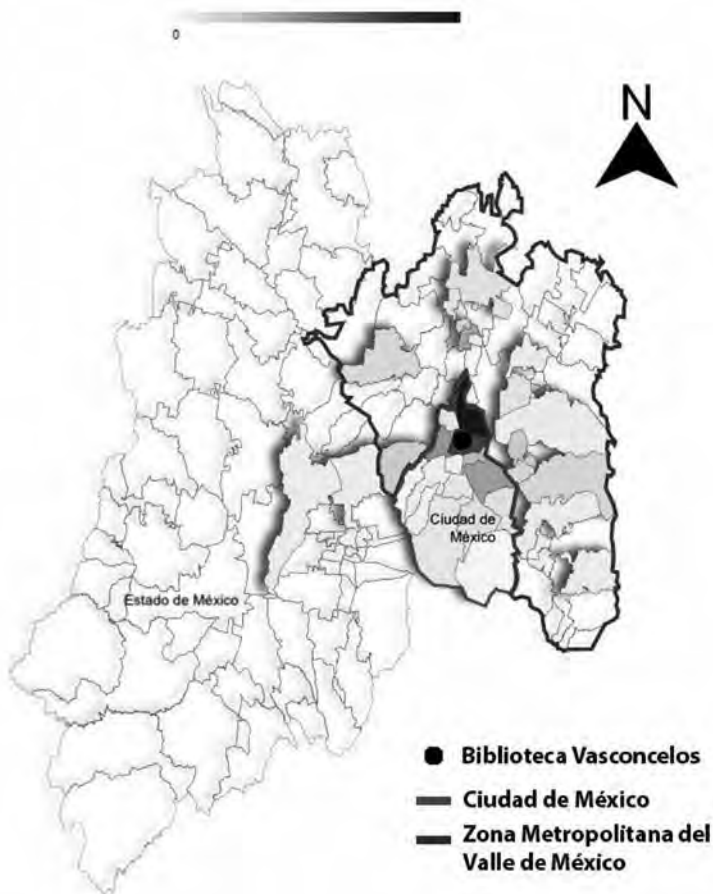 0
N
Ciudad de
México
Estado de México
Biblioteca Vasconcelos
Ciudad de México
Zona Metropolitana del
Valle de México